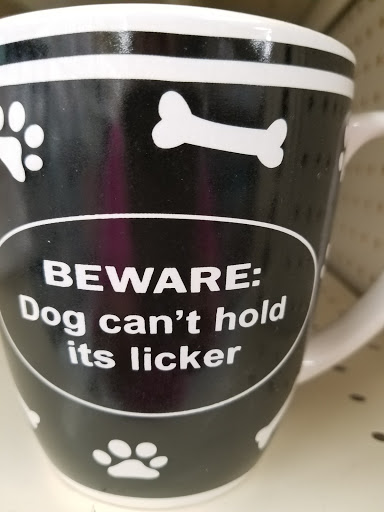 BEWARE:
Dog can't hold
its licker